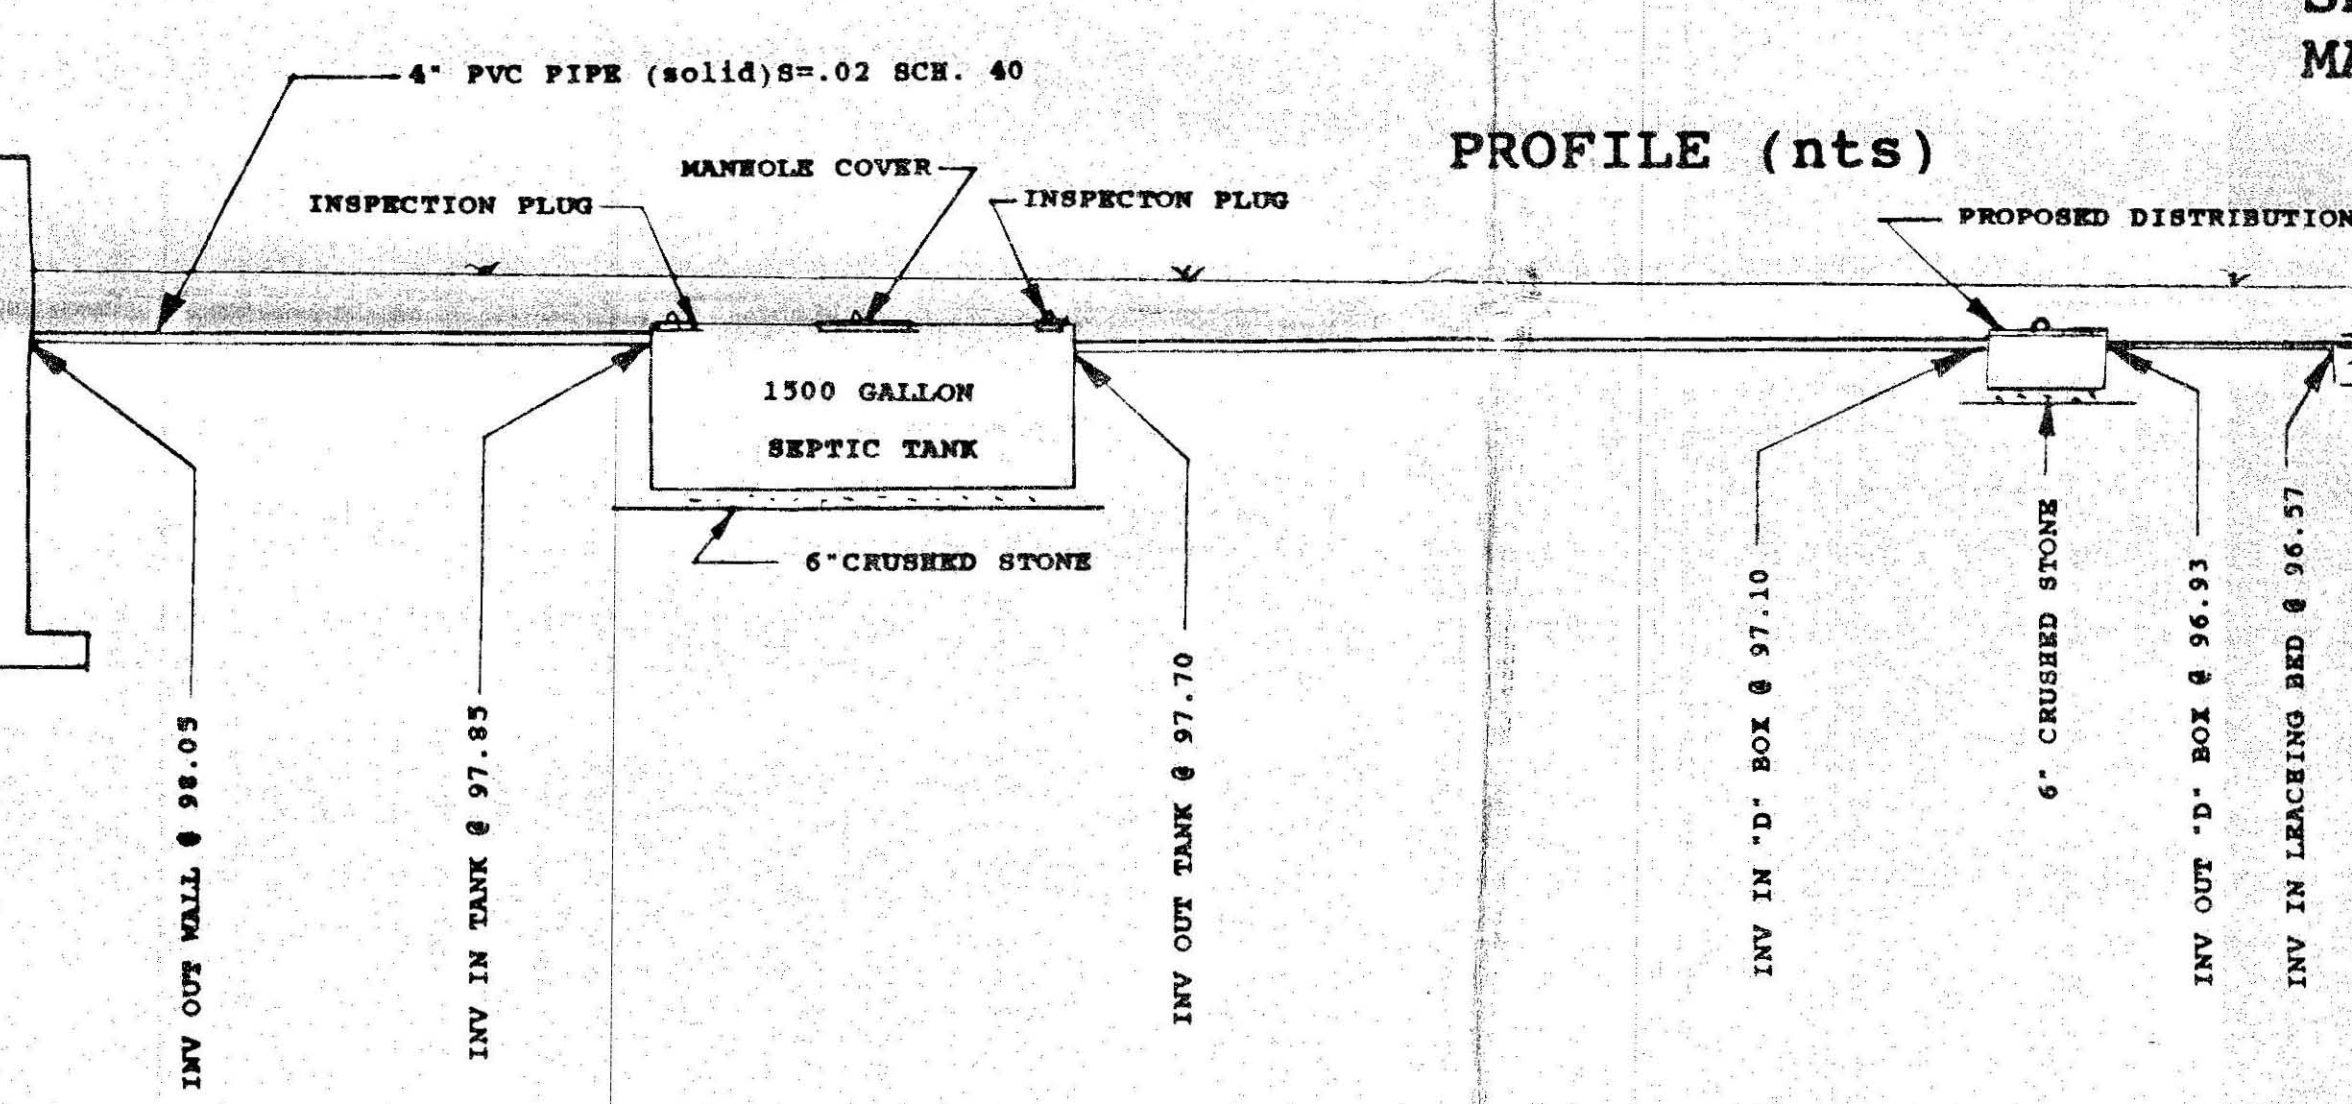 MA
4" PVC PIPE (solid)S=.02 SCH. 40
PROFILE (nts)
MANHOLE COVER
INSPECTION PLUG
INSPECTON PLUG
PROPOSED DISTRIBUTION
1500 GALLON
SEPTIC TANK
6"CRUSHED STONE
INV OUT WALL @ 98.05
INV IN TANK @ 97.85
INV OUT TANK @ 97.70
INV IN "D" BOX @ 97.10
6" CRUSHED STONE
INV OUT "D" BOX @ 96.93
INV IN LEACHING BED @ 96.57